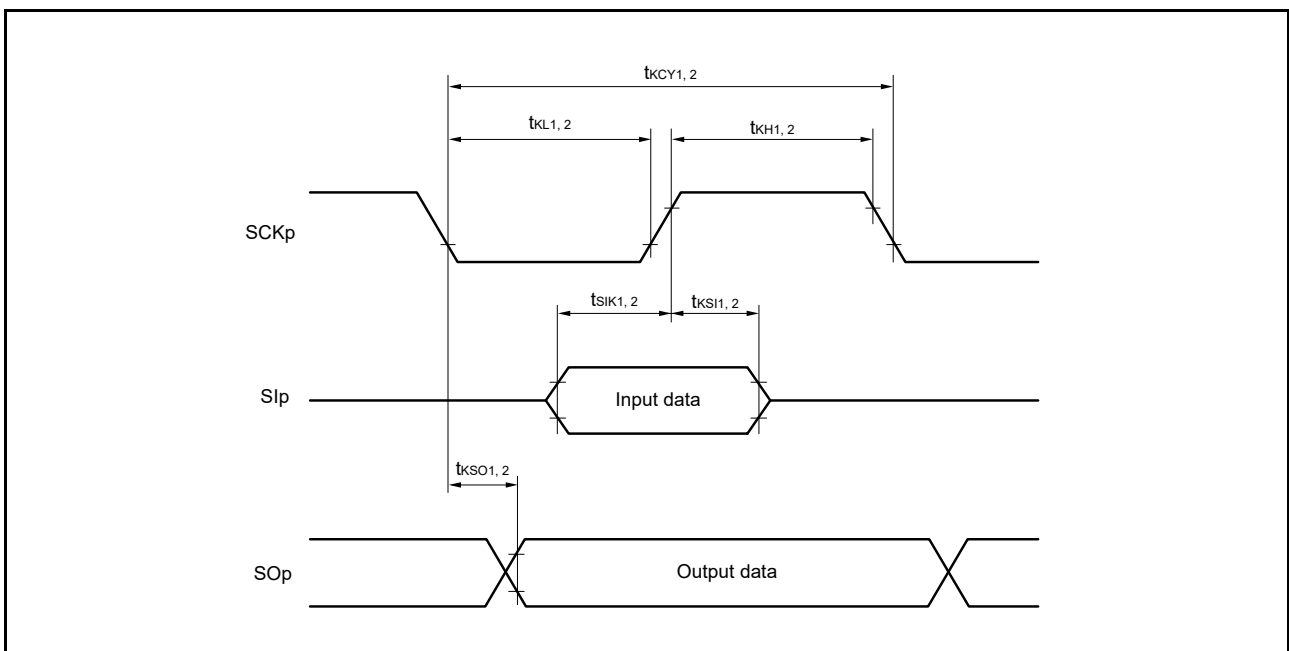 tKCY1, 2
tKL1, 2
tKH1, 2
SCKp
tSIK1, 2
tKSI1, 2
SIp
Input data
tKSO1, 2
SOp
Output data